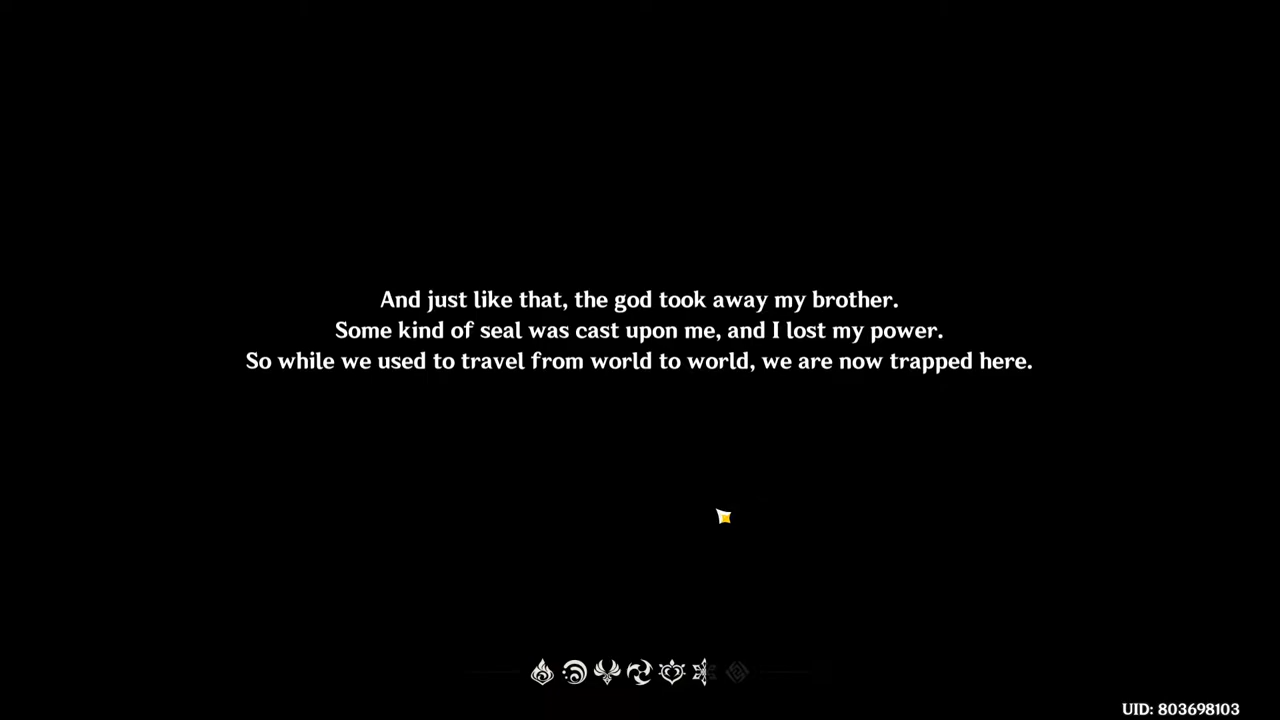 And just like that, the god took away my brother.
Some kind of seal was cast upon me, and I lost my power.
So while we used to travel from world to world, we are now trapped here.
UID: 803698103